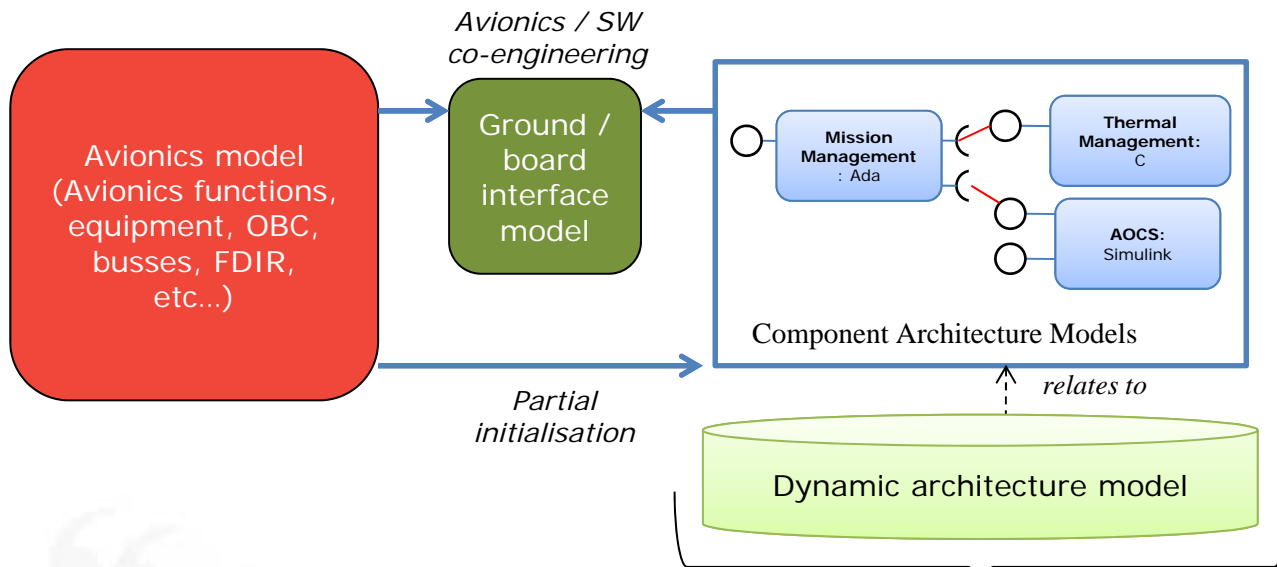 Avionics / SW
co-engineering
Avionics model
(Avionics functions,
equipment, OBC,
busses, FDIR,
etc…)
Ground /
board
interface
model
Mission
Management
: Ada
Thermal
Management:
C
AOCS:
Simulink
Component Architecture Models
Partial
initialisation
relates to
Dynamic architecture model